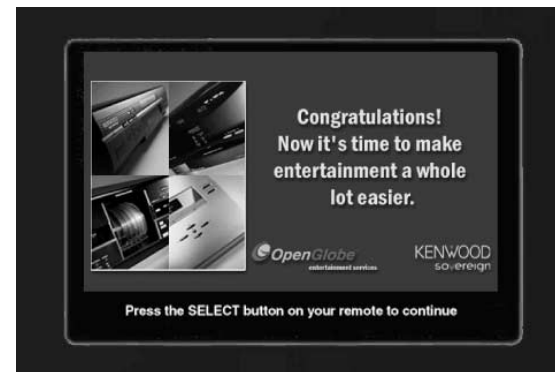 Congratulations!
Now it's time to make
entertainment a whole
lot easier.
OpenGlobe
entertainment services
KENWOOD
sovereign
Press the SELECT button on your remote to continue